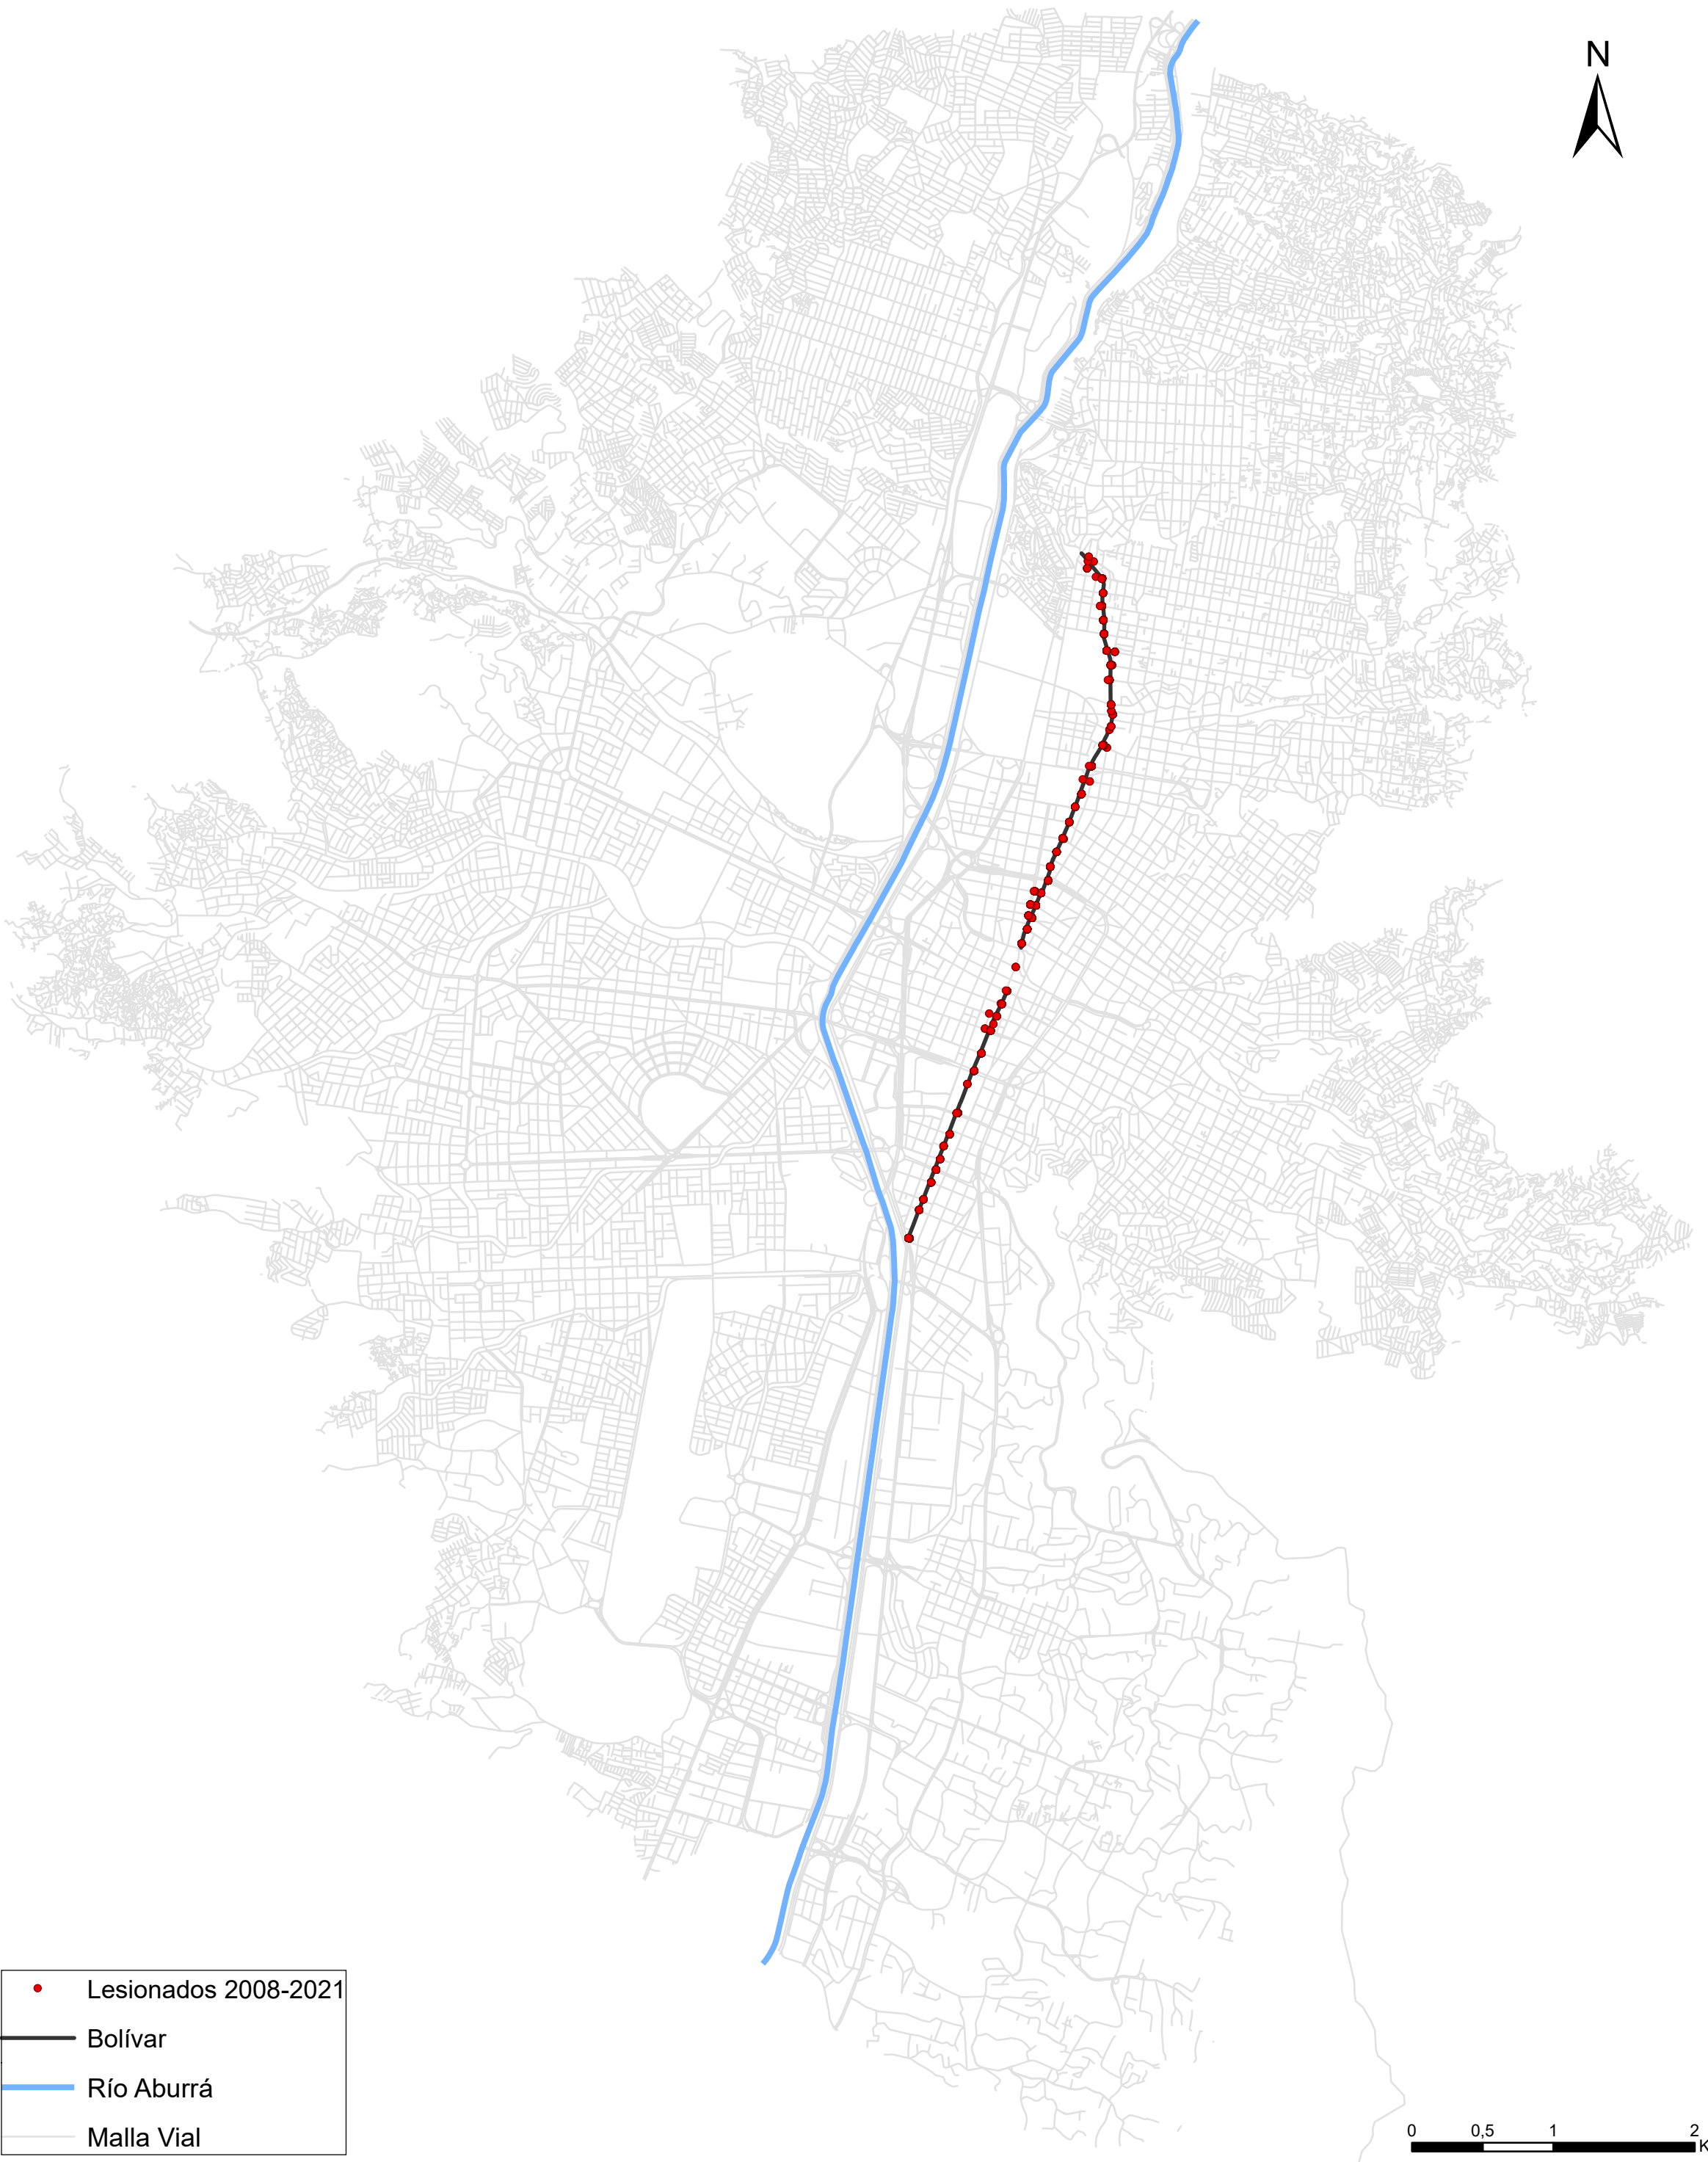 N
Lesionados 2008-2021
Bolívar
Río Aburrá
Malla Vial
0 0,5 1 2
K